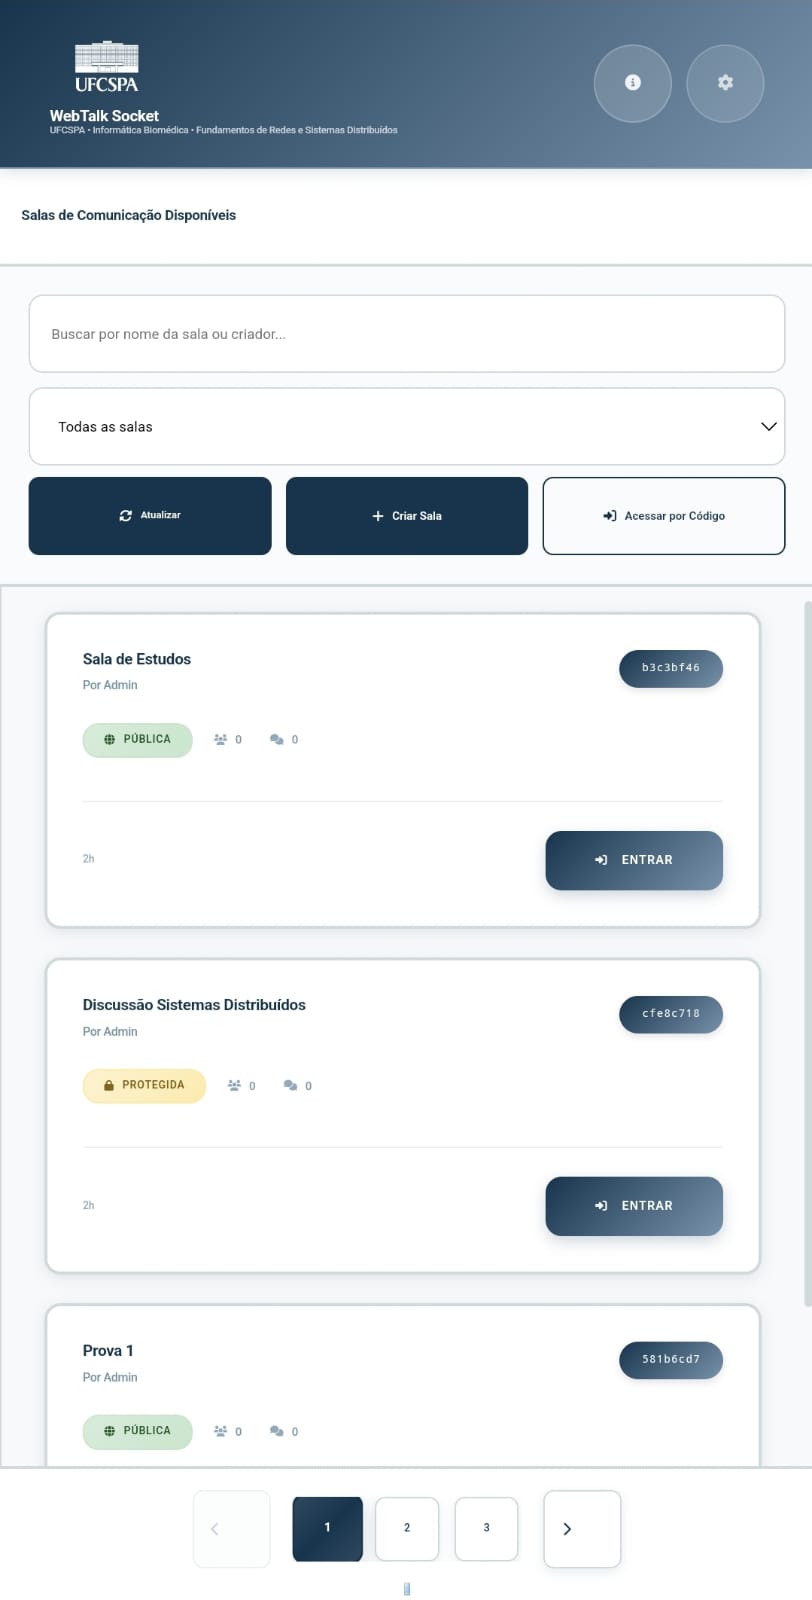 UFCSPA
WebTalk Socket
UFCSPA • Informática Biomédica • Fundamentos de Redes e Sistemas Distribuídos
Salas de Comunicação Disponíveis
Buscar por nome da sala ou criador...
Todas as salas
Atualizar
Criar Sala
Acessar por Código
Sala de Estudos
b3c3bf46
Por Admin
PÚBLICA 0 0
2h
ENTRAR
Discussão Sistemas Distribuídos
cfe8c718
Por Admin
PROTEGIDA 0 0
2h
ENTRAR
Prova 1
581b6cd7
Por Admin
PÚBLICA 0 0
1 2 3